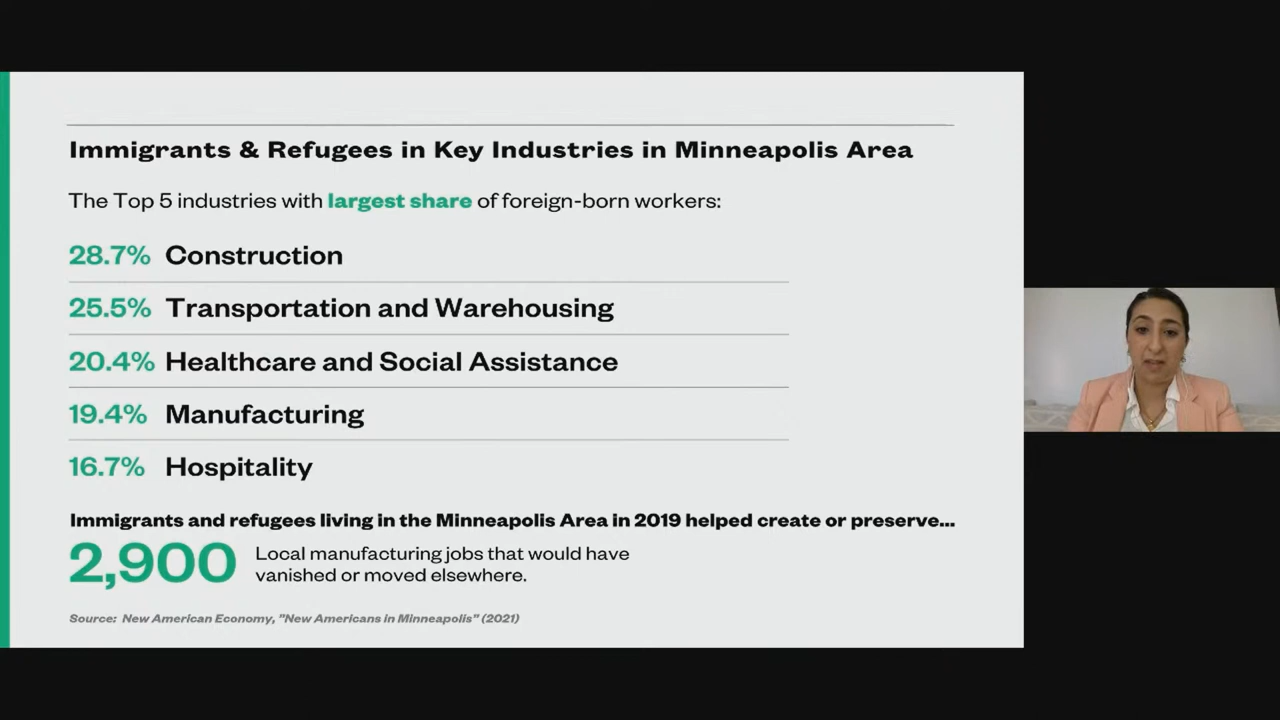 Immigrants & Refugees in Key Industries in Minneapolis Area
The Top 5 industries with largest share of foreign-born workers:
28.7% Construction
25.5% Transportation and Warehousing
20.4% Healthcare and Social Assistance
19.4% Manufacturing
16.7% Hospitality
Immigrants and refugees living in the Minneapolis Area in 2019 helped create or preserve...
2,900 Local manufacturing jobs that would have
vanished or moved elsewhere.
Source: New American Economy, "New Americans in Minneapolis" (2021)